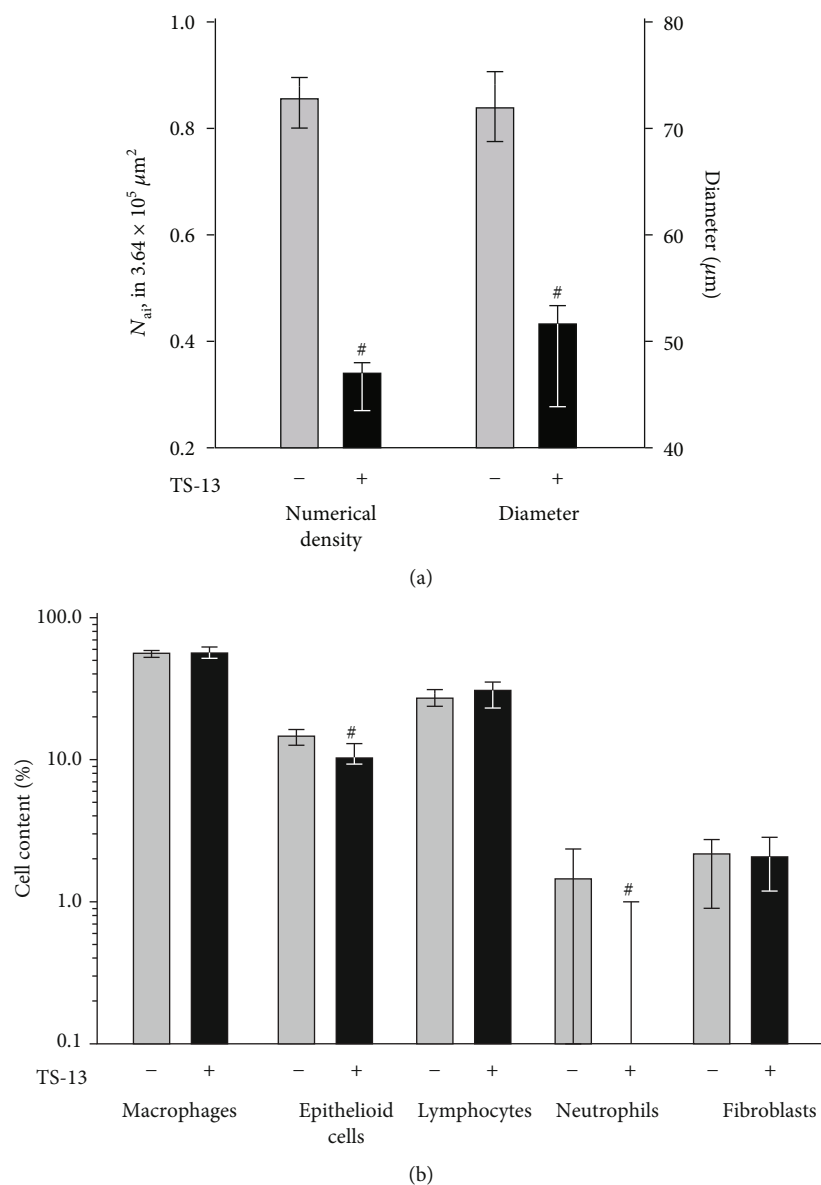 1.0
0.8
0.6
0.4
0.2
N_ai, in 3.64 × 10^5 μm^2
80
70
60
50
40
Diameter (μm)
#
#
TS-13 − + − +
Numerical
density
Diameter
(a)
100.0
10.0
1.0
0.1
Cell content (%)
#
#
TS-13 − + − + − + − + − +
Macrophages
Epithelioid
cells
Lymphocytes
Neutrophils
Fibroblasts
(b)